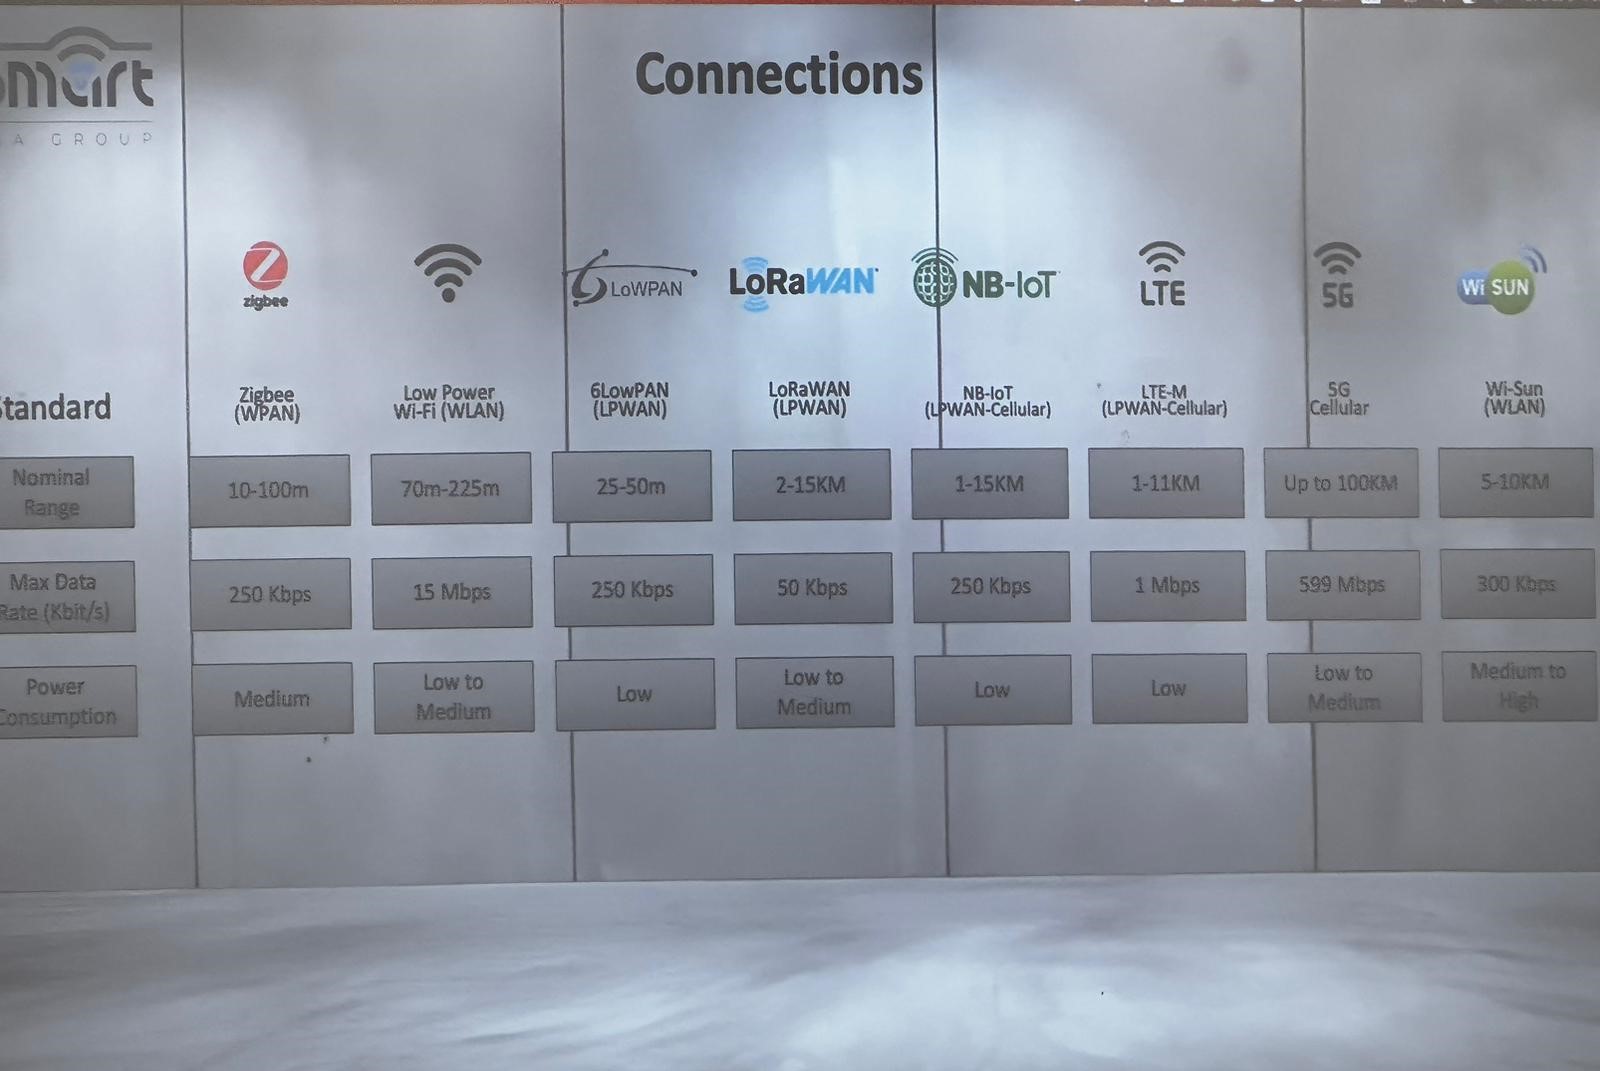 smart
A GROUP
Connections
zigbee
6LoWPAN
LoRaWAN
NB-IoT
LTE
5G
Wi SUN
Standard
Zigbee
(WPAN)
Low Power
Wi-Fi (WLAN)
6LowPAN
(LPWAN)
LoRaWAN
(LPWAN)
NB-IoT
(LPWAN-Cellular)
LTE-M
(LPWAN-Cellular)
5G
Cellular
Wi-Sun
(WLAN)
Nominal
Range
10-100m
70m-225m
25-50m
2-15KM
1-15KM
1-11KM
Up to 100KM
5-10KM
Max Data
Rate (Kbit/s)
250 Kbps
15 Mbps
250 Kbps
50 Kbps
250 Kbps
1 Mbps
599 Mbps
300 Kbps
Power
Consumption
Medium
Low to
Medium
Low
Low to
Medium
Low
Low
Low to
Medium
Medium to
High